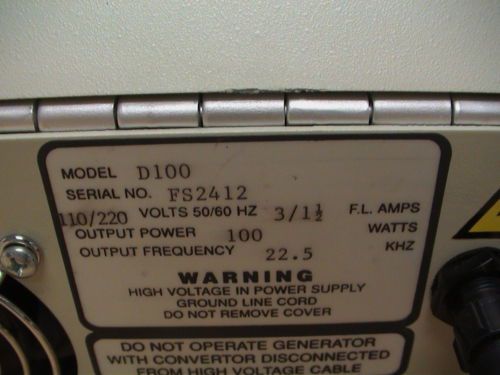 MODEL D100
SERIAL NO. FS2412
110/220 VOLTS 50/60 HZ 3/1½ F.L. AMPS
OUTPUT POWER 100 WATTS
OUTPUT FREQUENCY 22.5 KHZ
WARNING
HIGH VOLTAGE IN POWER SUPPLY
GROUND LINE CORD
DO NOT REMOVE COVER
DO NOT OPERATE GENERATOR
WITH CONVERTOR DISCONNECTED
FROM HIGH VOLTAGE CABLE